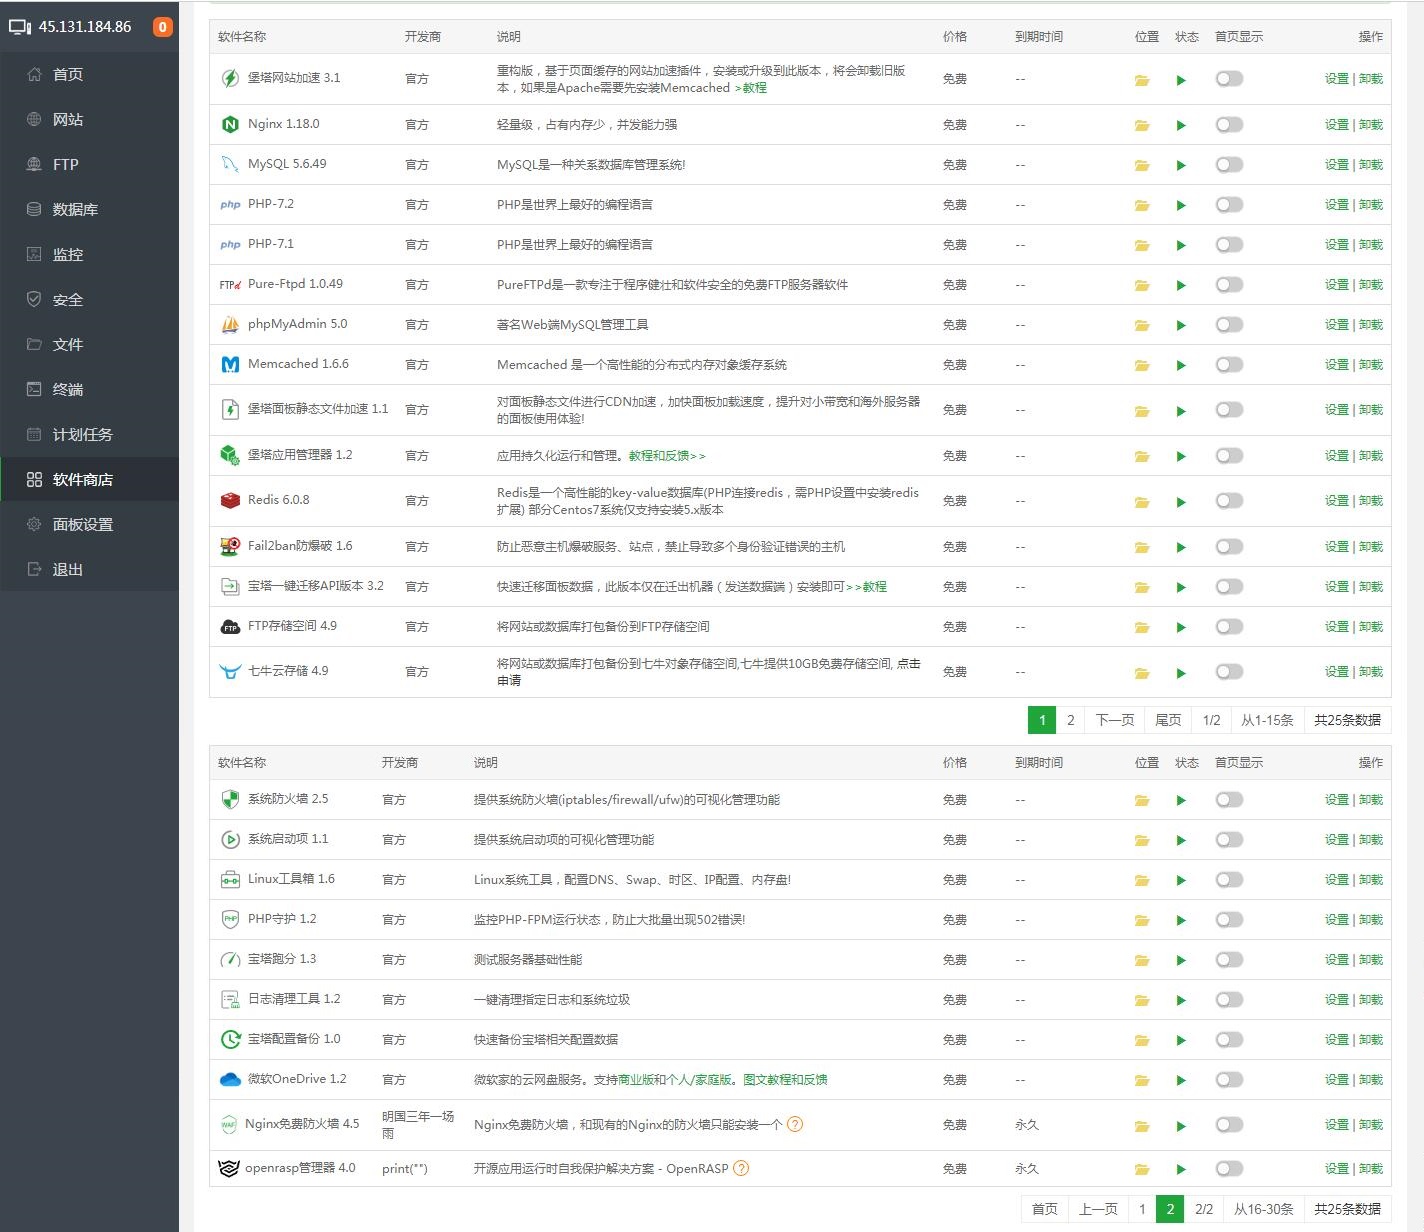 45.131.184.86 0
首页
网站
FTP
数据库
监控
安全
文件
终端
计划任务
软件商店
面板设置
退出
软件名称 开发商 说明 价格 到期时间 位置 状态 首页显示 操作
堡塔网站加速 3.1 官方 重构版，基于页面缓存的网站加速插件，安装或升级到此版本，将会卸载旧版
本，如果是Apache需要先安装Memcached >教程 免费 -- 设置 | 卸载
Nginx 1.18.0 官方 轻量级，占有内存少，并发能力强 免费 -- 设置 | 卸载
MySQL 5.6.49 官方 MySQL是一种关系数据库管理系统! 免费 -- 设置 | 卸载
php PHP-7.2 官方 PHP是世界上最好的编程语言 免费 -- 设置 | 卸载
php PHP-7.1 官方 PHP是世界上最好的编程语言 免费 -- 设置 | 卸载
FTPd Pure-Ftpd 1.0.49 官方 PureFTPd是一款专注于程序健壮和软件安全的免费FTP服务器软件 免费 -- 设置 | 卸载
phpMyAdmin 5.0 官方 著名Web端MySQL管理工具 免费 -- 设置 | 卸载
Memcached 1.6.6 官方 Memcached 是一个高性能的分布式内存对象缓存系统 免费 -- 设置 | 卸载
堡塔面板静态文件加速 1.1 官方 对面板静态文件进行CDN加速，加快面板加载速度，提升对小带宽和海外服务器
的面板使用体验! 免费 -- 设置 | 卸载
堡塔应用管理器 1.2 官方 应用持久化运行和管理。教程和反馈>> 免费 -- 设置 | 卸载
Redis 6.0.8 官方 Redis是一个高性能的key-value数据库(PHP连接redis，需PHP设置中安装redis
扩展) 部分Centos7系统仅支持安装5.x版本 免费 -- 设置 | 卸载
Fail2ban防爆破 1.6 官方 防止恶意主机爆破服务、站点，禁止导致多个身份验证错误的主机 免费 -- 设置 | 卸载
宝塔一键迁移API版本 3.2 官方 快速迁移面板数据，此版本仅在迁出机器（发送数据端）安装即可>>教程 免费 -- 设置 | 卸载
FTP FTP存储空间 4.9 官方 将网站或数据库打包备份到FTP存储空间 免费 -- 设置 | 卸载
七牛云存储 4.9 官方 将网站或数据库打包备份到七牛对象存储空间,七牛提供10GB免费存储空间, 点击
申请 免费 -- 设置 | 卸载
1 2 下一页 尾页 1/2 从1-15条 共25条数据
软件名称 开发商 说明 价格 到期时间 位置 状态 首页显示 操作
系统防火墙 2.5 官方 提供系统防火墙(iptables/firewall/ufw)的可视化管理功能 免费 -- 设置 | 卸载
系统启动项 1.1 官方 提供系统启动项的可视化管理功能 免费 -- 设置 | 卸载
Linux工具箱 1.6 官方 Linux系统工具，配置DNS、Swap、时区、IP配置、内存盘! 免费 -- 设置 | 卸载
PHP PHP守护 1.2 官方 监控PHP-FPM运行状态，防止大批量出现502错误! 免费 -- 设置 | 卸载
宝塔跑分 1.3 官方 测试服务器基础性能 免费 -- 设置 | 卸载
日志清理工具 1.2 官方 一键清理指定日志和系统垃圾 免费 -- 设置 | 卸载
宝塔配置备份 1.0 官方 快速备份宝塔相关配置数据 免费 -- 设置 | 卸载
微软OneDrive 1.2 官方 微软家的云网盘服务。支持商业版和个人/家庭版。图文教程和反馈 免费 -- 设置 | 卸载
WAF Nginx免费防火墙 4.5 明国三年一场
雨 Nginx免费防火墙，和现有的Nginx的防火墙只能安装一个 ? 免费 永久 设置 | 卸载
openrasp管理器 4.0 print("") 开源应用运行时自我保护解决方案 - OpenRASP ? 免费 永久 设置 | 卸载
首页 上一页 1 2 2/2 从16-30条 共25条数据